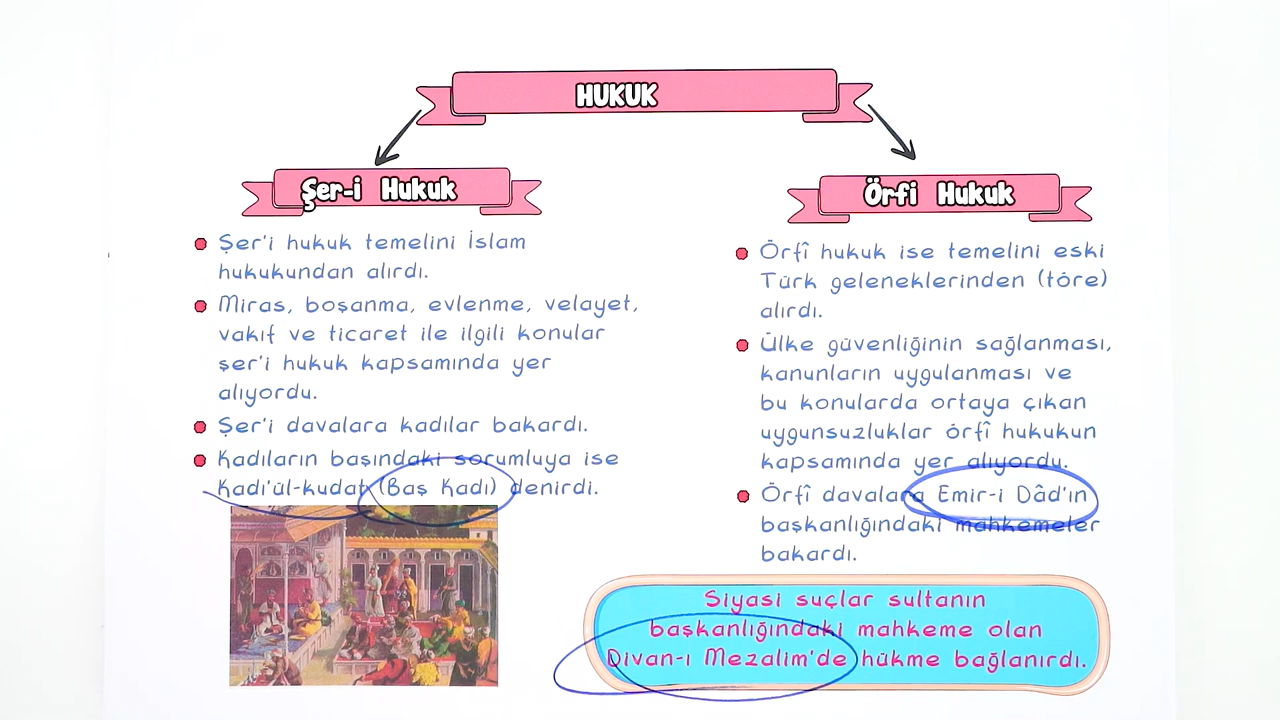 HUKUK
Şer-i Hukuk
Şer'i hukuk temelini İslam
hukukundan alırdı.
Miras, boşanma, evlenme, velayet,
vakıf ve ticaret ile ilgili konular
şer'i hukuk kapsamında yer
alıyordu.
Şer'i davalara kadılar bakardı.
Kadıların başındaki sorumluya ise
Kadı'ül-kudat (Baş Kadı) denirdi.
Örfi Hukuk
Örfî hukuk ise temelini eski
Türk geleneklerinden (töre)
alırdı.
Ülke güvenliğinin sağlanması,
kanunların uygulanması ve
bu konularda ortaya çıkan
uygunsuzluklar örfî hukukun
kapsamında yer alıyordu.
Örfî davalara Emir-i Dâd'ın
başkanlığındaki mahkemeler
bakardı.
Siyasi suçlar sultanın
başkanlığındaki mahkeme olan
Divan-ı Mezalim'de hükme bağlanırdı.